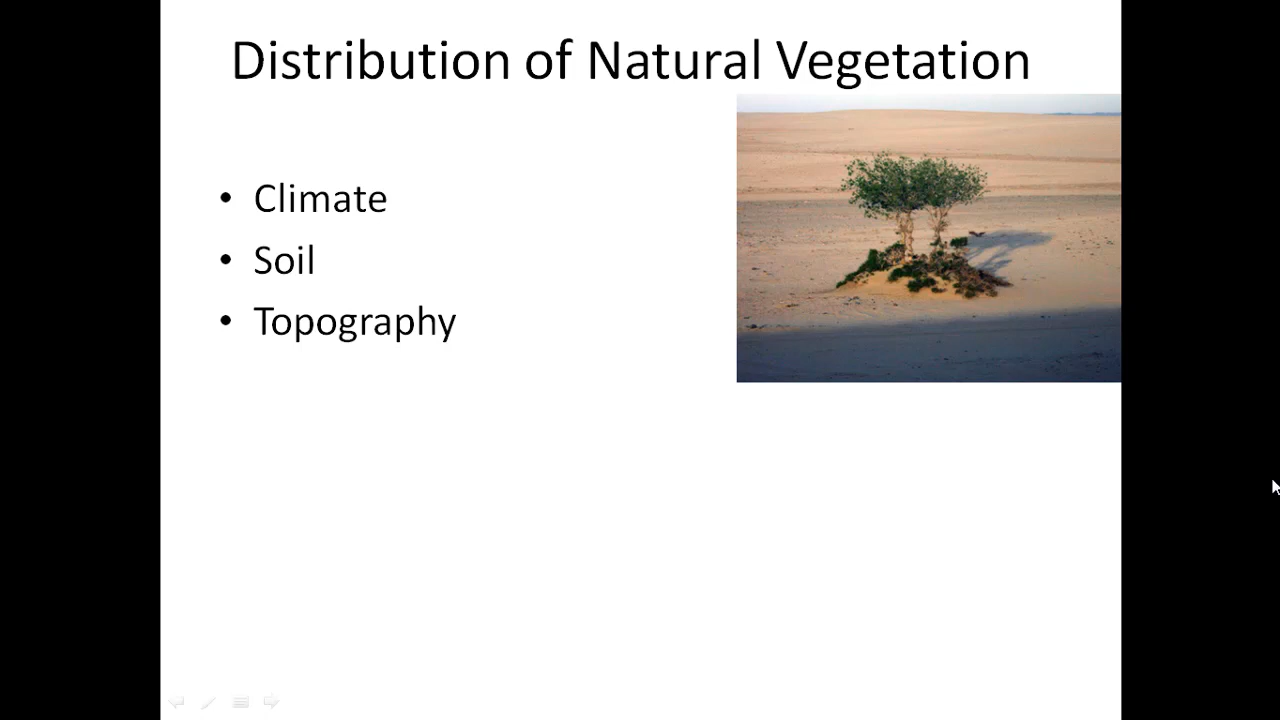 Distribution of Natural Vegetation
• Climate
• Soil
• Topography